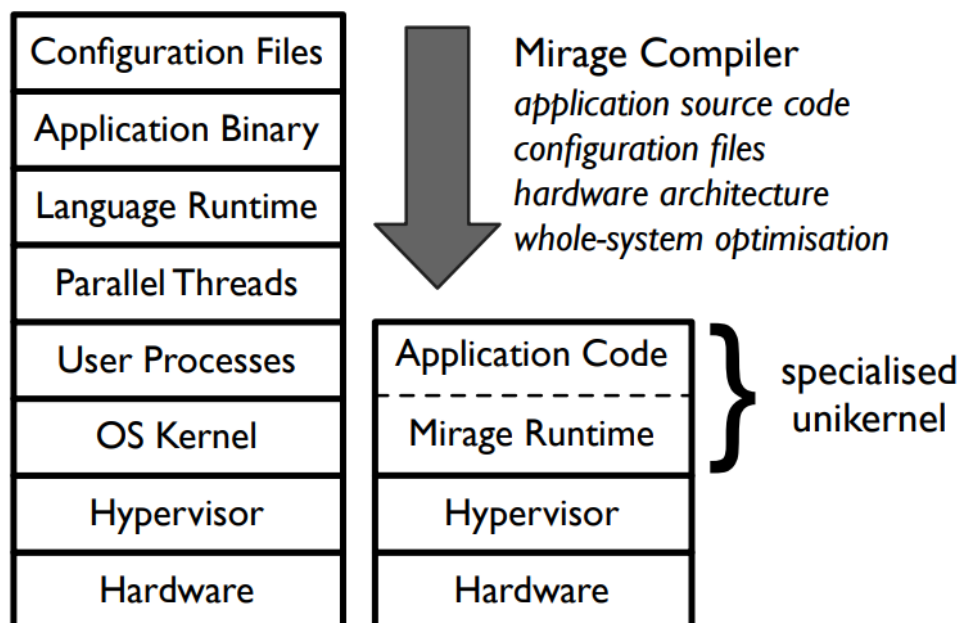 Configuration Files
Application Binary
Language Runtime
Parallel Threads
User Processes
OS Kernel
Hypervisor
Hardware
Mirage Compiler
application source code
configuration files
hardware architecture
whole-system optimisation
Application Code
Mirage Runtime
Hypervisor
Hardware
specialised
unikernel